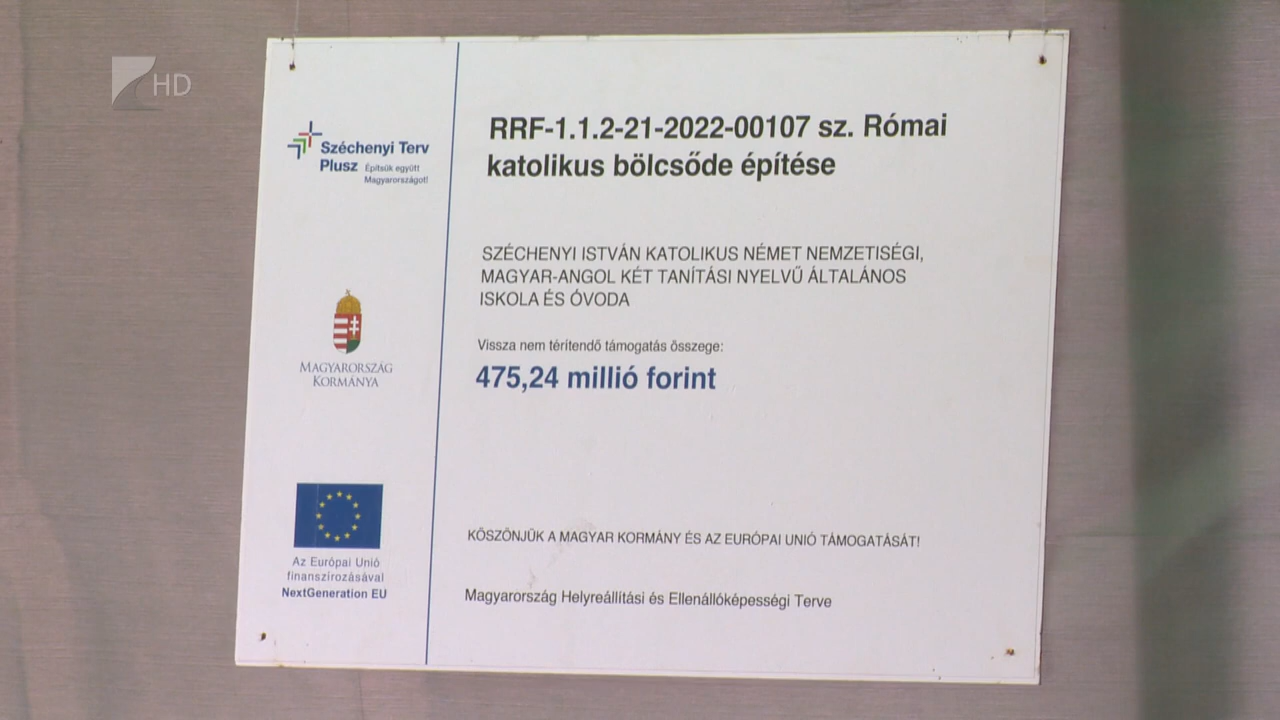 HD
Széchenyi Terv
Plusz Építsük együtt
Magyarországot!
MAGYARORSZÁG
KORMÁNYA
Az Európai Unió
finanszírozásával
NextGeneration EU
RRF-1.1.2-21-2022-00107 sz. Római
katolikus bölcsőde építése
SZÉCHENYI ISTVÁN KATOLIKUS NÉMET NEMZETISÉGI,
MAGYAR-ANGOL KÉT TANÍTÁSI NYELVŰ ÁLTALÁNOS
ISKOLA ÉS ÓVODA
Vissza nem térítendő támogatás összege:
475,24 millió forint
KÖSZÖNJÜK A MAGYAR KORMÁNY ÉS AZ EURÓPAI UNIÓ TÁMOGATÁSÁT!
Magyarország Helyreállítási és Ellenállóképességi Terve